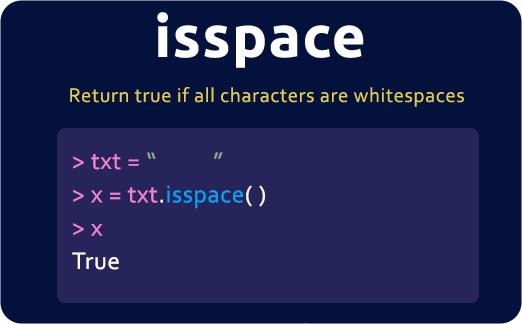 isspace
Return true if all characters are whitespaces
> txt = “      ”
> x = txt.isspace( )
> x
True